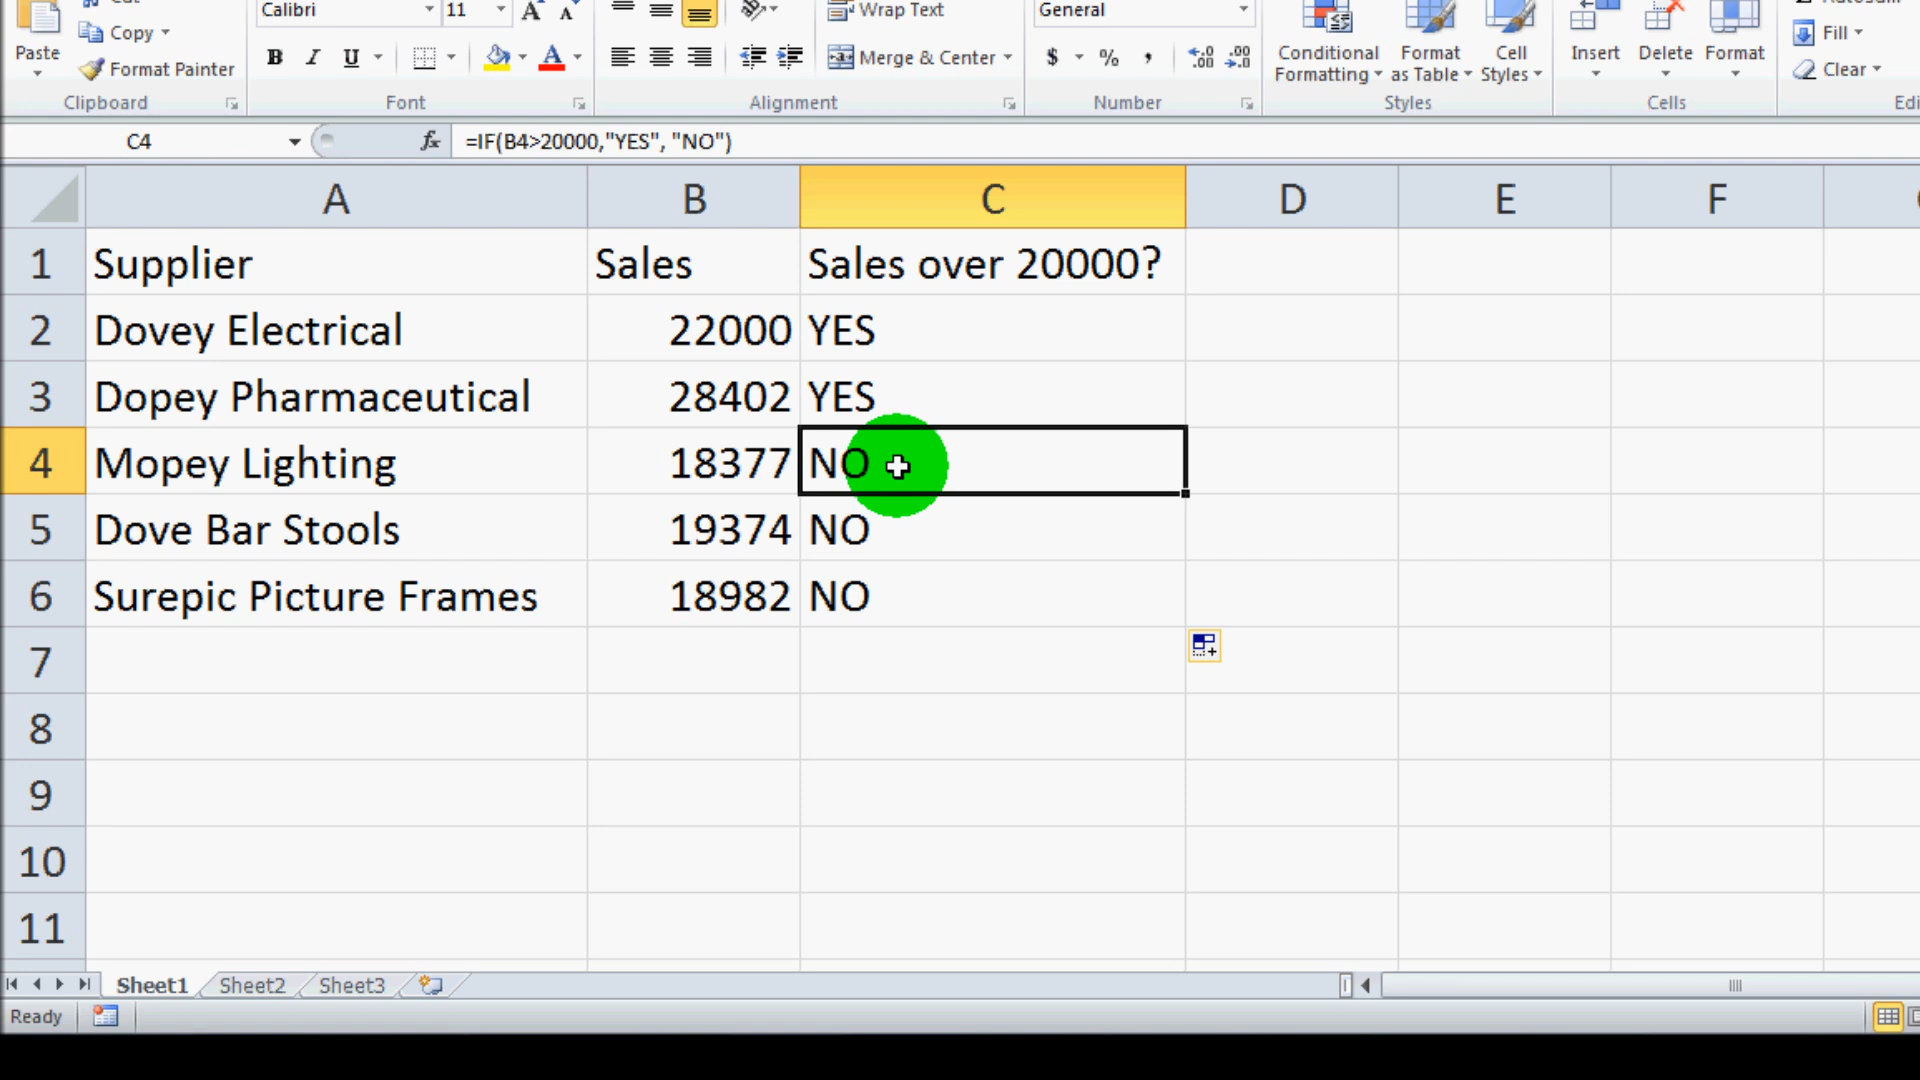 Calibri 11 Wrap Text General
Paste Copy Fill
B I U Merge & Center $ % , Conditional Formatting Format as Table Cell Styles Insert Delete Format
Format Painter Clear
Clipboard Font Alignment Number Styles Cells
C4 fx =IF(B4>20000,"YES", "NO")
A B C D E F
1 Supplier Sales Sales over 20000?
2 Dovey Electrical 22000 YES
3 Dopey Pharmaceutical 28402 YES
4 Mopey Lighting 18377 NO
5 Dove Bar Stools 19374 NO
6 Surepic Picture Frames 18982 NO
7
8
9
10
11
Sheet1 Sheet2 Sheet3
Ready